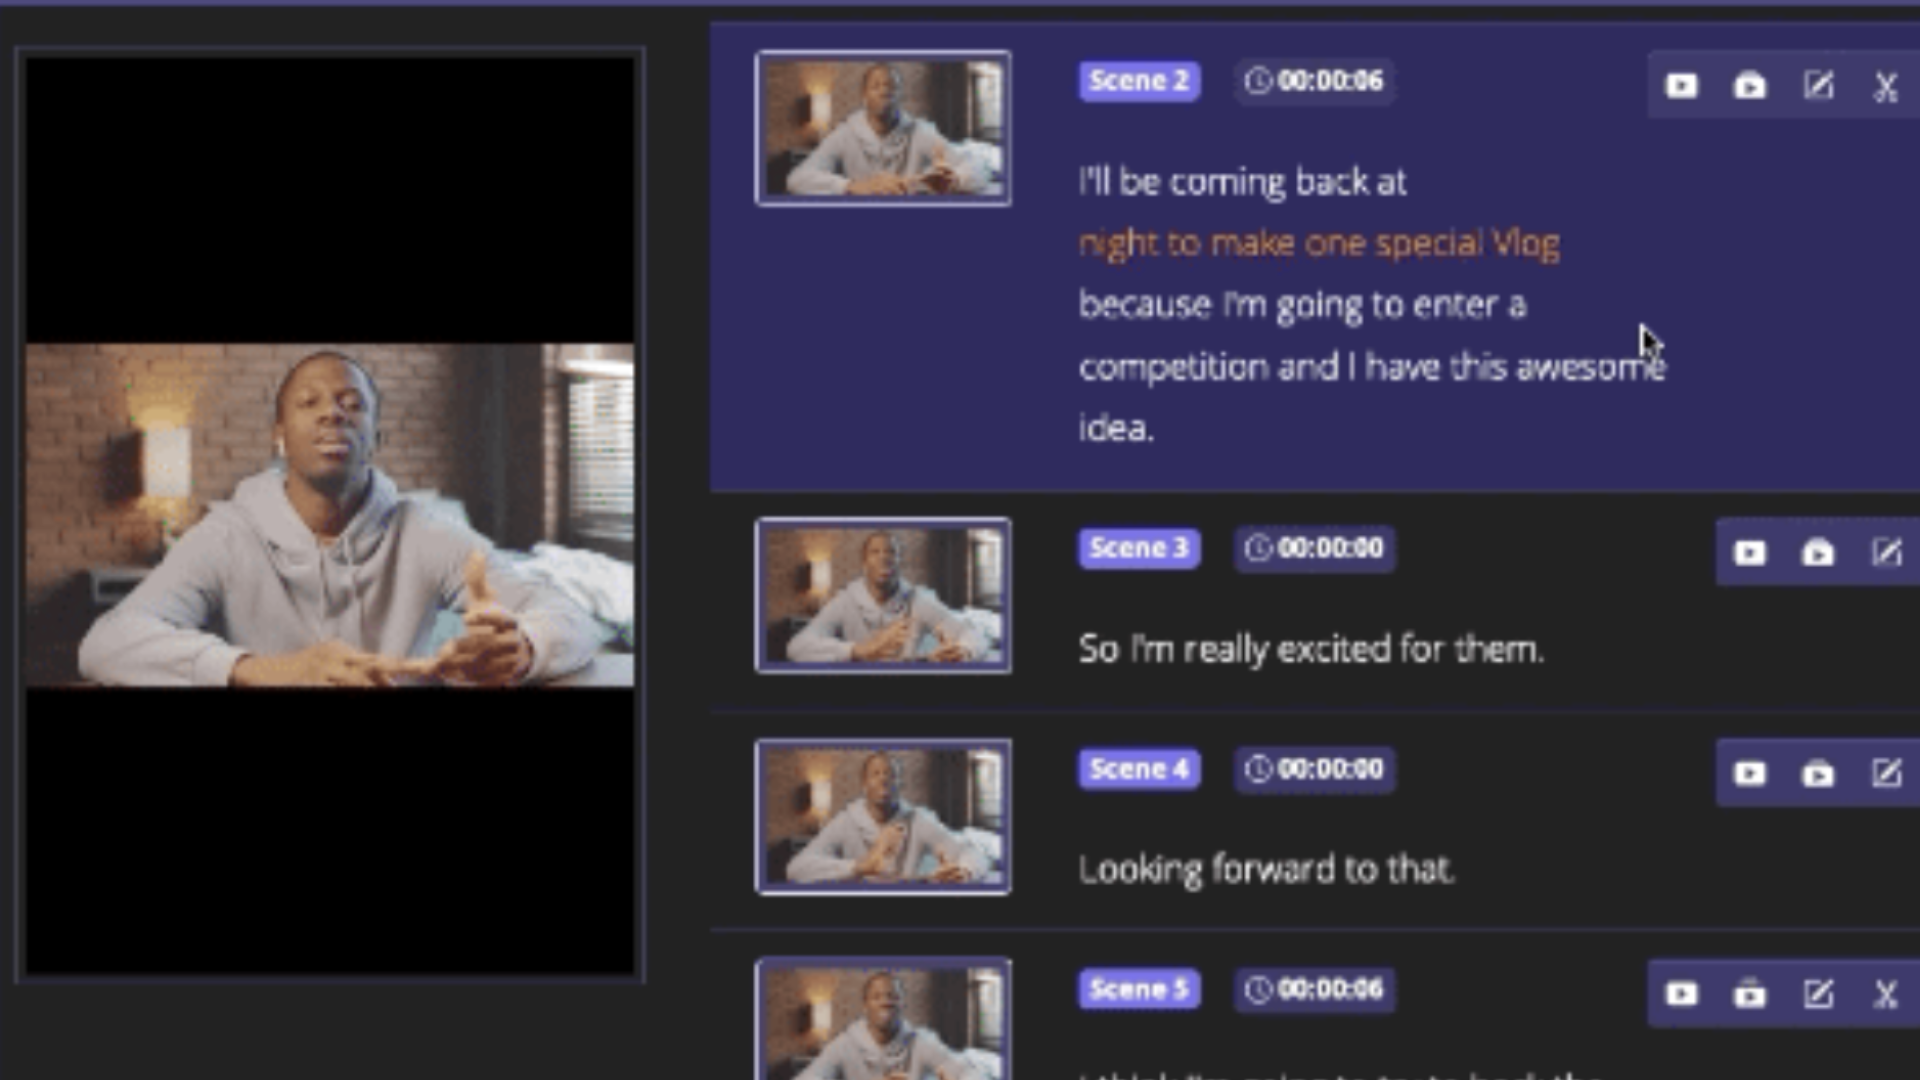 Scene 2 00:00:06
I'll be coming back at
night to make one special Vlog
because I'm going to enter a
competition and I have this awesome
idea.
Scene 3 00:00:00
So I'm really excited for them.
Scene 4 00:00:00
Looking forward to that.
Scene 5 00:00:06